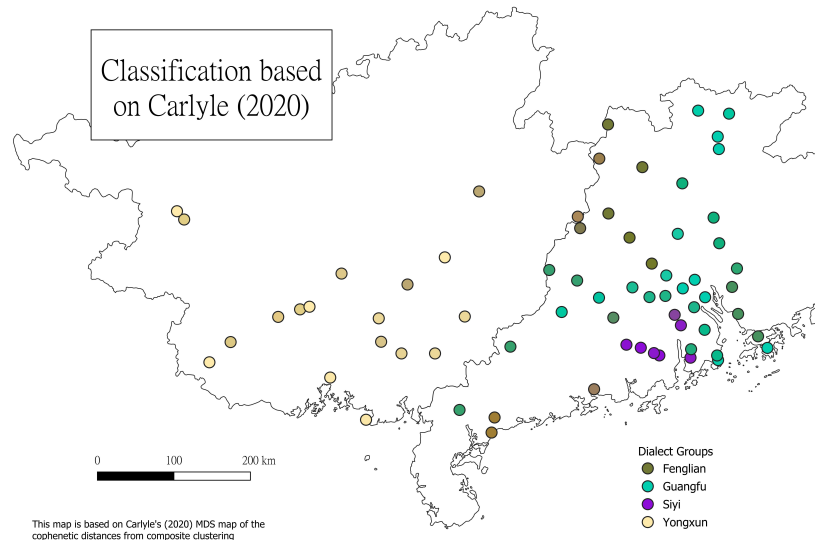 Classification based
on Carlyle (2020)
0 100 200 km
Dialect Groups
Fenglian
Guangfu
Siyi
Yongxun
This map is based on Carlyle's (2020) MDS map of the
cophenetic distances from composite clustering